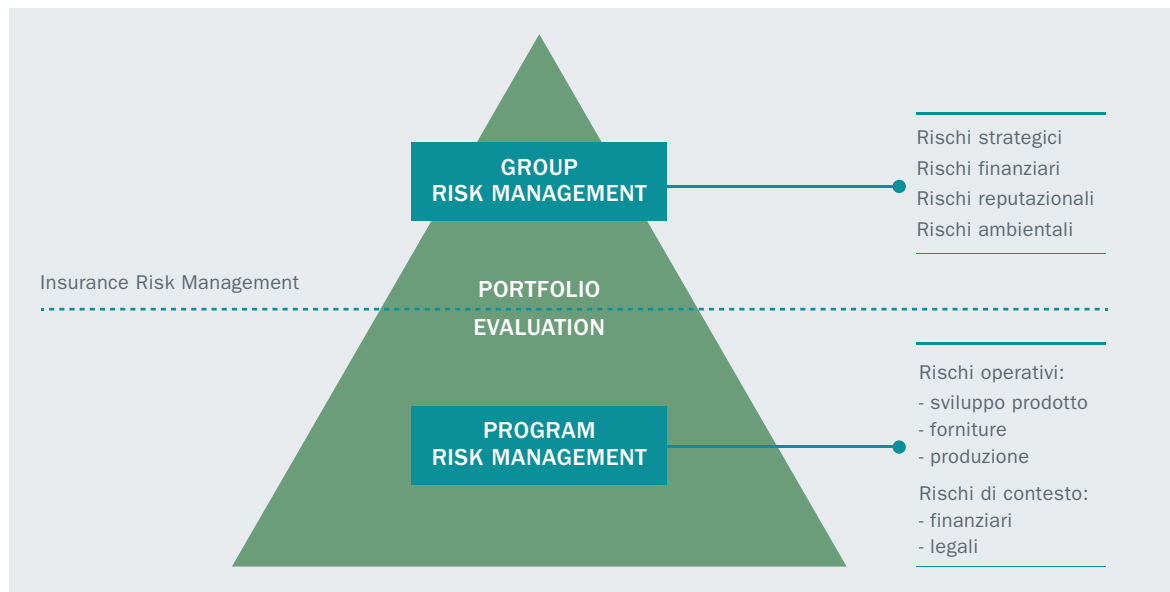 GROUP
RISK MANAGEMENT
Rischi strategici
Rischi finanziari
Rischi reputazionali
Rischi ambientali
Insurance Risk Management
PORTFOLIO
EVALUATION
PROGRAM
RISK MANAGEMENT
Rischi operativi:
- sviluppo prodotto
- forniture
- produzione
Rischi di contesto:
- finanziari
- legali